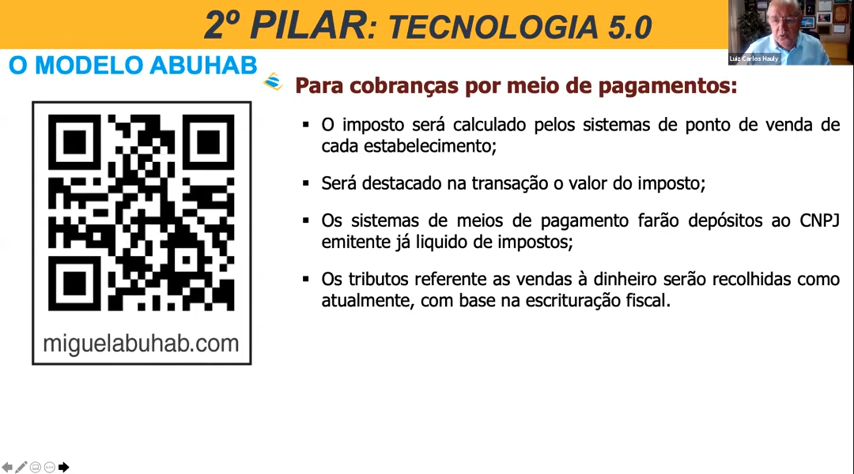 2º PILAR: TECNOLOGIA 5.0
O MODELO ABUHAB
Luiz Carlos Hauly
Para cobranças por meio de pagamentos:
O imposto será calculado pelos sistemas de ponto de venda de
cada estabelecimento;
Será destacado na transação o valor do imposto;
Os sistemas de meios de pagamento farão depósitos ao CNPJ
emitente já liquido de impostos;
Os tributos referente as vendas à dinheiro serão recolhidas como
atualmente, com base na escrituração fiscal.
miguelabuhab.com